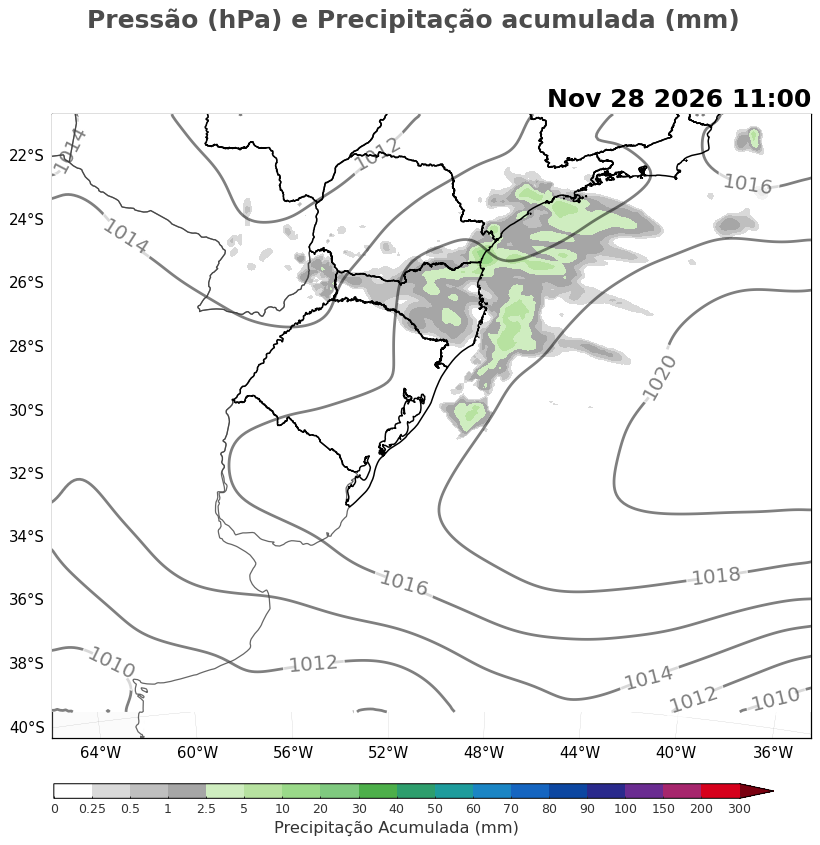 Pressão (hPa) e Precipitação acumulada (mm)
Nov 28 2026 11:00
1014
1012
1016
1014
1020
1016
1018
1010
1012
1014
1012
1010
22°S
24°S
26°S
28°S
30°S
32°S
34°S
36°S
38°S
40°S
64°W 60°W 56°W 52°W 48°W 44°W 40°W 36°W
0 0.25 0.5 1 2.5 5 10 20 30 40 50 60 70 80 90 100 150 200 300
Precipitação Acumulada (mm)